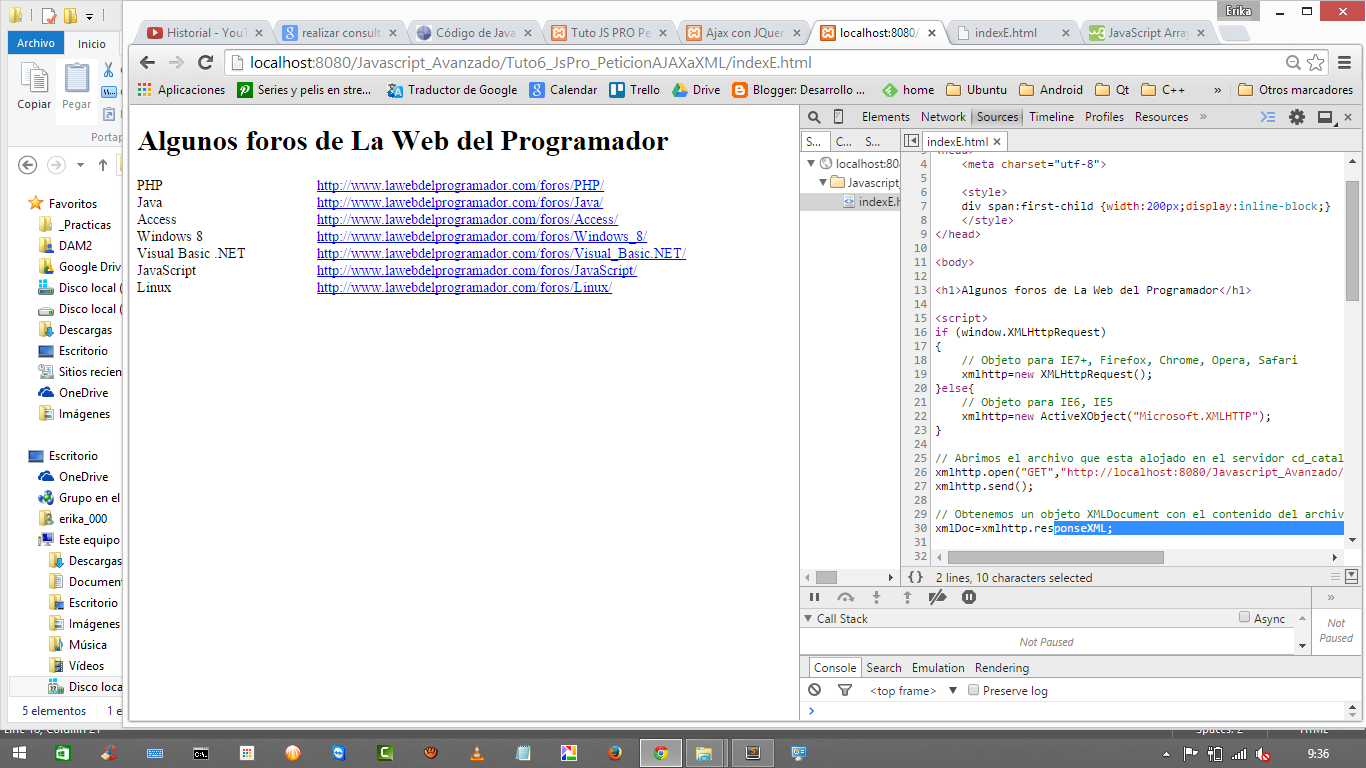 Erika
Archivo
Inicio
Copiar
Pegar
Portap
Historial - YouT
realizar consult
Código de Java
Tuto JS PRO Pe
Ajax con JQuer
localhost:8080/
indexE.html
JavaScript Array
localhost:8080/Javascript_Avanzado/Tuto6_JsPro_PeticionAJAXaXML/indexE.html
Aplicaciones
Series y pelis en stre...
Traductor de Google
Calendar
Trello
Drive
Blogger: Desarrollo ...
home
Ubuntu
Android
Qt
C++
»
Otros marcadores
Favoritos
_Practicas
DAM2
Google Driv
Disco local (
Disco local (
Descargas
Escritorio
Sitios recien
OneDrive
Imágenes
Escritorio
OneDrive
Grupo en el
erika_000
Este equipo
Descargas
Document
Escritorio
Imágenes
Música
Vídeos
Disco loca
5 elementos
1 e
Algunos foros de La Web del Programador
PHP http://www.lawebdelprogramador.com/foros/PHP/
Java http://www.lawebdelprogramador.com/foros/Java/
Access http://www.lawebdelprogramador.com/foros/Access/
Windows 8 http://www.lawebdelprogramador.com/foros/Windows_8/
Visual Basic .NET http://www.lawebdelprogramador.com/foros/Visual_Basic.NET/
JavaScript http://www.lawebdelprogramador.com/foros/JavaScript/
Linux http://www.lawebdelprogramador.com/foros/Linux/
Elements Network Sources Timeline Profiles Resources »
S... C... S...
indexE.html
localhost:808
Javascript_
indexE.h
4 <meta charset="utf-8">
5
6 <style>
7 div span:first-child {width:200px;display:inline-block;}
8 </style>
9 </head>
10
11 <body>
12
13 <h1>Algunos foros de La Web del Programador</h1>
14
15 <script>
16 if (window.XMLHttpRequest)
17 {
18 // Objeto para IE7+, Firefox, Chrome, Opera, Safari
19 xmlhttp=new XMLHttpRequest();
20 }else{
21 // Objeto para IE6, IE5
22 xmlhttp=new ActiveXObject("Microsoft.XMLHTTP");
23 }
24
25 // Abrimos el archivo que esta alojado en el servidor cd_catal
26 xmlhttp.open("GET","http://localhost:8080/Javascript_Avanzado/
27 xmlhttp.send();
28
29 // Obtenemos un objeto XMLDocument con el contenido del archiv
30 xmlDoc=xmlhttp.responseXML;
31
32
{} 2 lines, 10 characters selected
»
Call Stack
Async
Not Paused
Not Paused
Console Search Emulation Rendering
<top frame> Preserve log
9:36